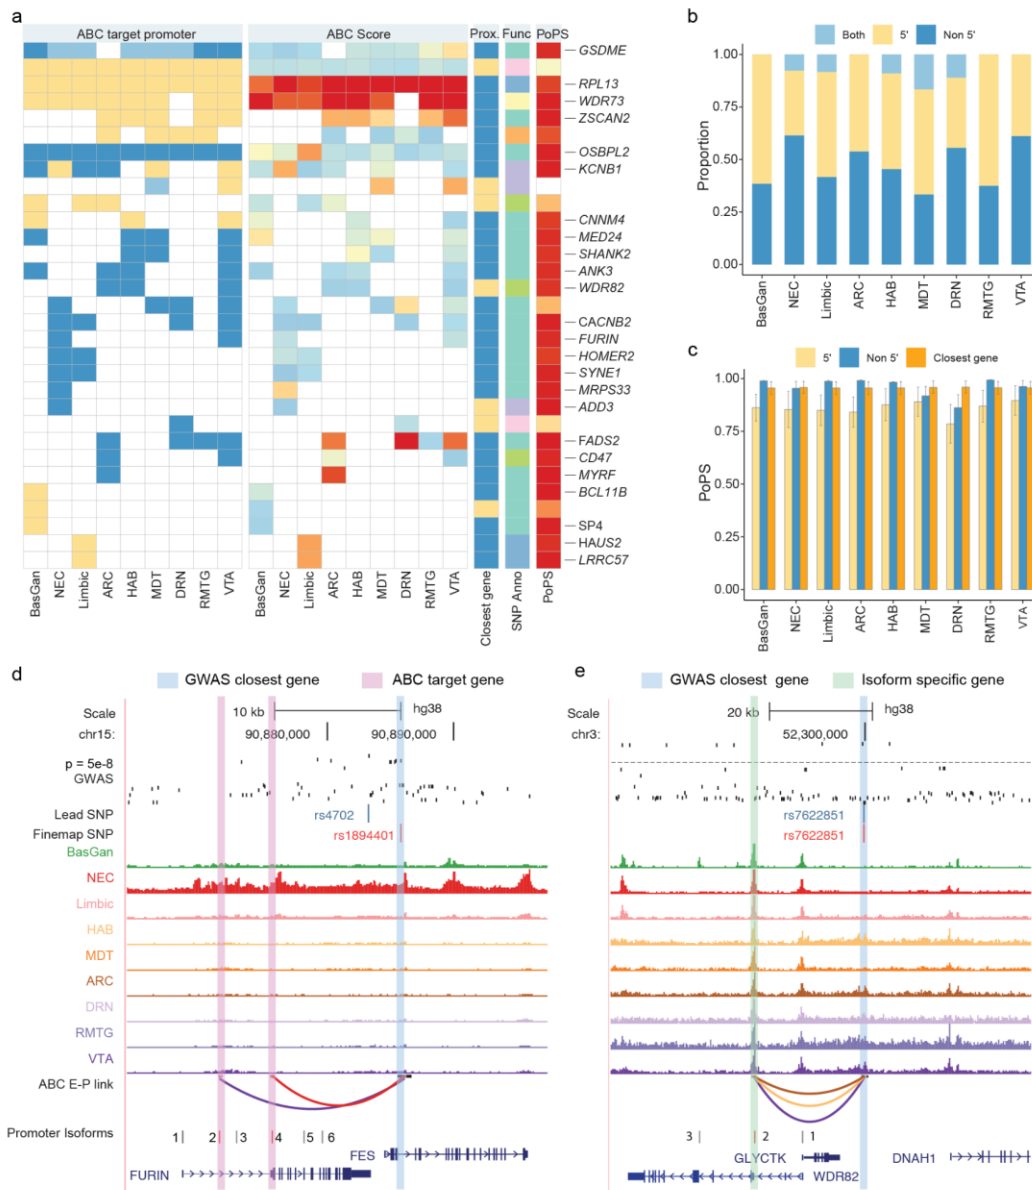 a
ABC target promoter
ABC Score
Prox.
Func
PoPS
GSDME
RPL13
WDR73
ZSCAN2
OSBPL2
KCNB1
CNNM4
MED24
SHANK2
ANK3
WDR82
CACNB2
FURIN
HOMER2
SYNE1
MRPS33
ADD3
FADS2
CD47
MYRF
BCL11B
SP4
HAUS2
LRRC57
BasGan
NEC
Limbic
ARC
HAB
MDT
DRN
RMTG
VTA
BasGan
NEC
Limbic
ARC
HAB
MDT
DRN
RMTG
VTA
Closest gene
SNP Anno
PoPS
b
Both
5'
Non 5'
Proportion
1.00
0.75
0.50
0.25
0.00
BasGan
NEC
Limbic
ARC
HAB
MDT
DRN
RMTG
VTA
c
5'
Non 5'
Closest gene
PoPS
1.00
0.75
0.50
0.25
0.00
BasGan
NEC
Limbic
ARC
HAB
MDT
DRN
RMTG
VTA
d
GWAS closest gene
ABC target gene
Scale
10 kb
hg38
chr15:
90,880,000
90,890,000
p = 5e-8
GWAS
Lead SNP
rs4702
Finemap SNP
rs1894401
BasGan
NEC
Limbic
HAB
MDT
ARC
DRN
RMTG
VTA
ABC E-P link
Promoter Isoforms
1
2
3
4
5
6
FES
FURIN
e
GWAS closest gene
Isoform specific gene
Scale
20 kb
hg38
chr3:
52,300,000
rs7622851
rs7622851
3
2
1
GLYCTK
WDR82
DNAH1